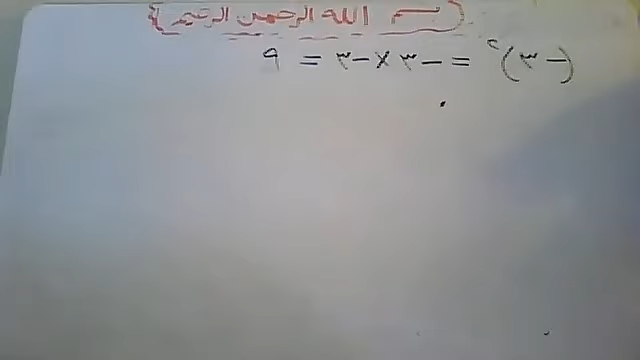 {بسم الله الرحمن الرحيم}
(-٣)^٢ = -٣ × -٣ = ٩